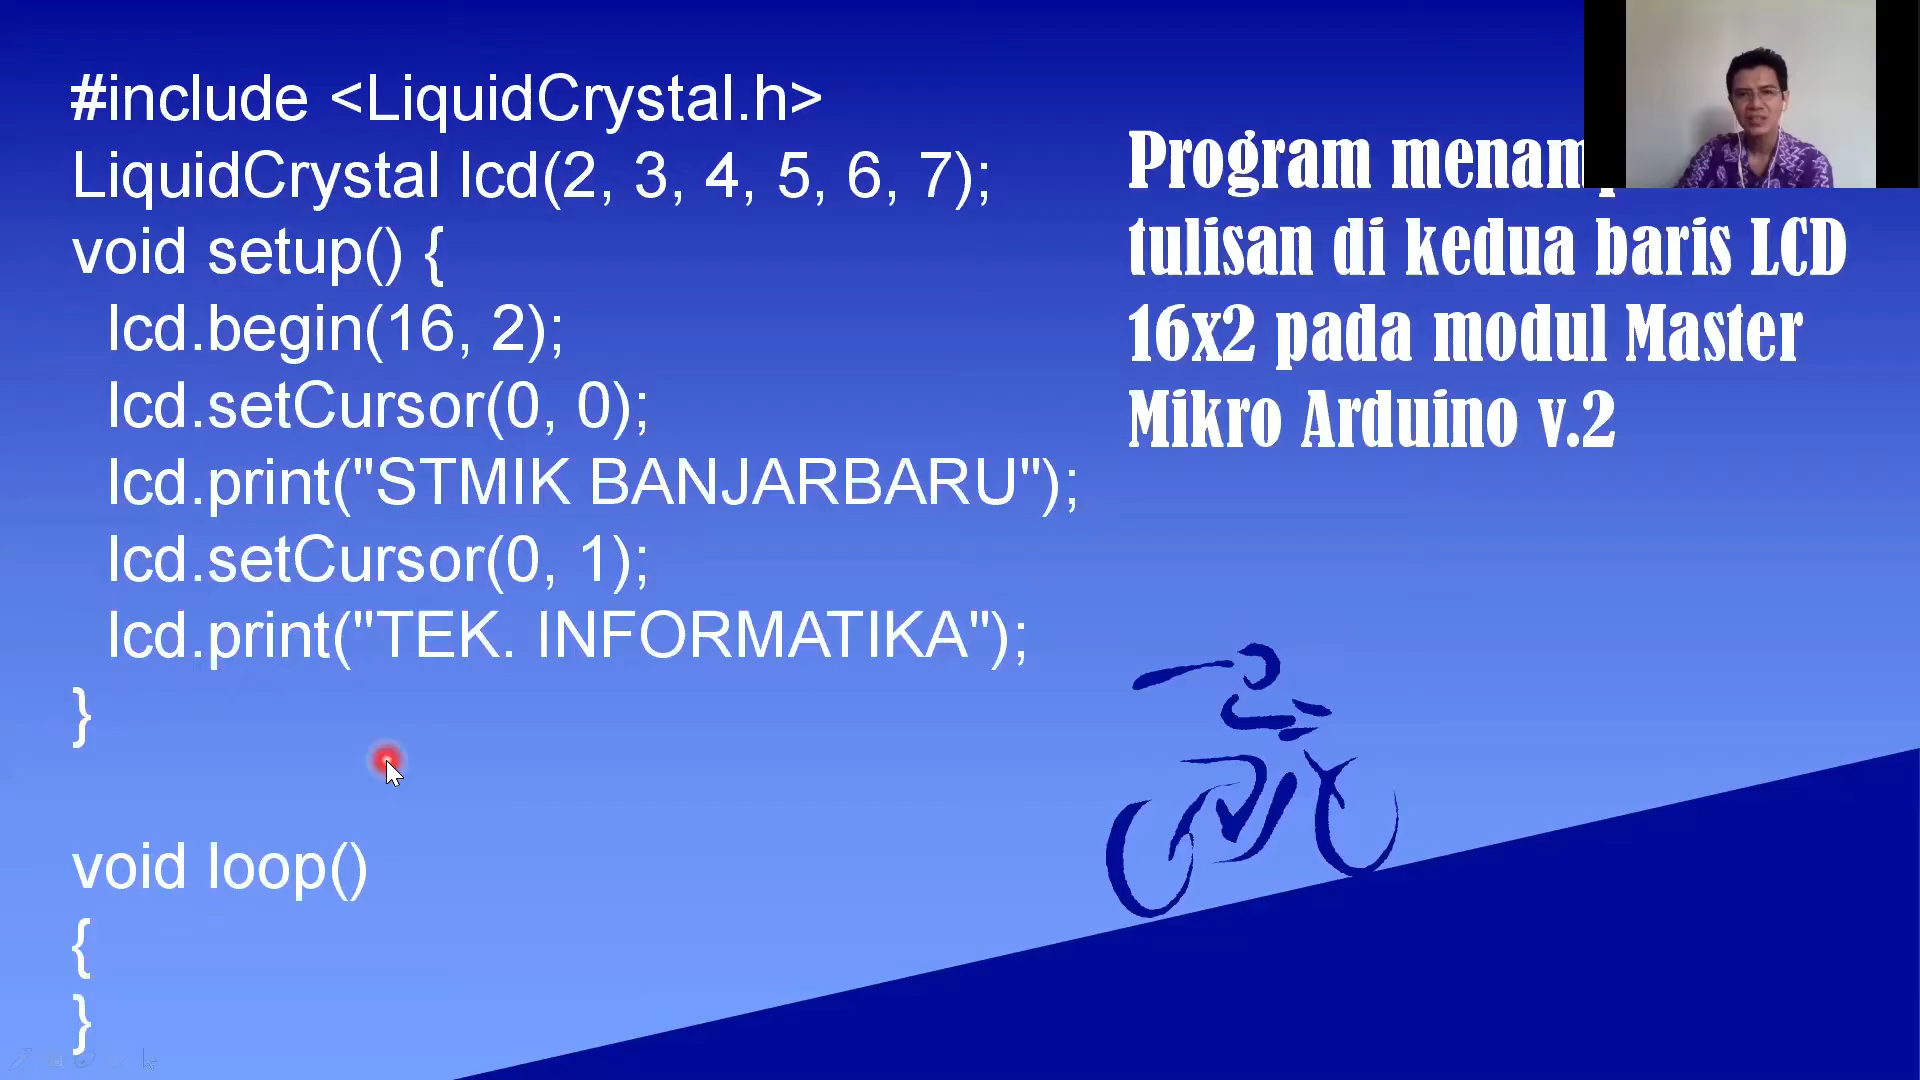 #include <LiquidCrystal.h>
LiquidCrystal lcd(2, 3, 4, 5, 6, 7);
void setup() {
  lcd.begin(16, 2);
  lcd.setCursor(0, 0);
  lcd.print("STMIK BANJARBARU");
  lcd.setCursor(0, 1);
  lcd.print("TEK. INFORMATIKA");
}
void loop()
{
}
Program
tulisan di kedua baris LCD
16x2 pada modul Master
Mikro Arduino v.2